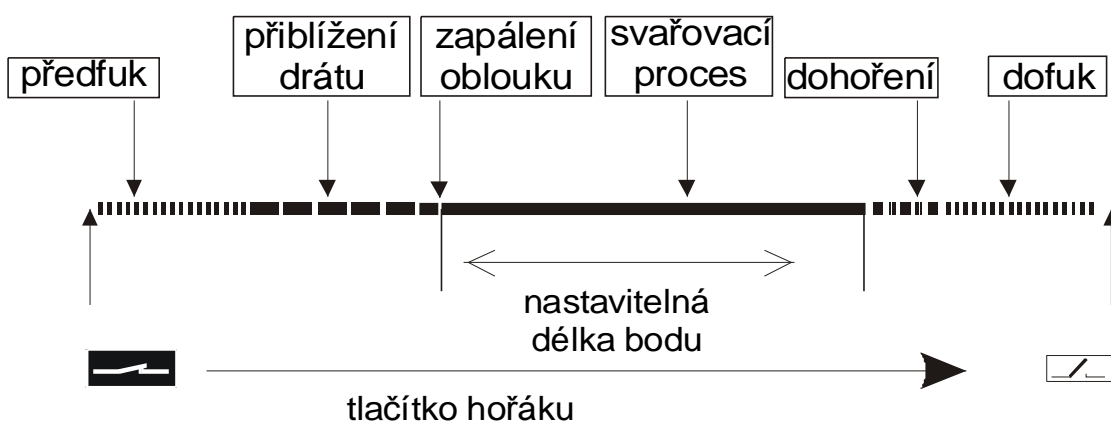 předfuk
přiblížení
drátu
zapálení
oblouku
svařovací
proces
dohoření
dofuk
nastavitelná
délka bodu
tlačítko hořáku